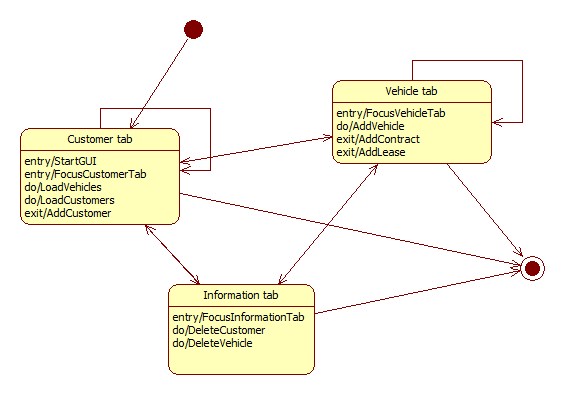 Vehicle tab
entry/FocusVehicleTab
do/AddVehicle
exit/AddContract
exit/AddLease
Customer tab
entry/StartGUI
entry/FocusCustomerTab
do/LoadVehicles
do/LoadCustomers
exit/AddCustomer
Information tab
entry/FocusInformationTab
do/DeleteCustomer
do/DeleteVehicle